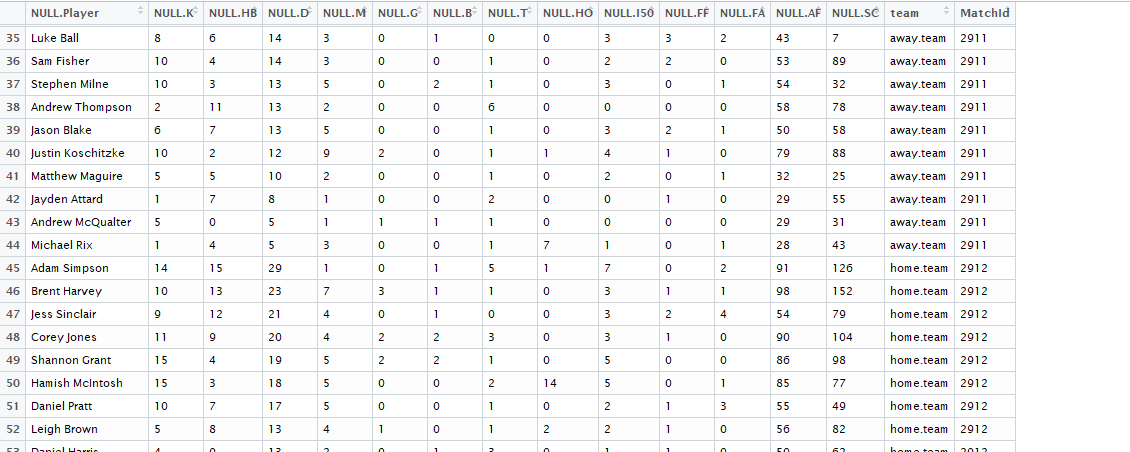 NULL.Player NULL.K NULL.HB NULL.D NULL.M NULL.G NULL.B NULL.T NULL.HO NULL.I50 NULL.FF NULL.FA NULL.AF NULL.SC team MatchId
35 Luke Ball 8 6 14 3 0 1 0 0 3 3 2 43 7 away.team 2911
36 Sam Fisher 10 4 14 3 0 0 1 0 2 2 0 53 89 away.team 2911
37 Stephen Milne 10 3 13 5 0 2 1 0 3 0 1 54 32 away.team 2911
38 Andrew Thompson 2 11 13 2 0 0 6 0 0 0 0 58 78 away.team 2911
39 Jason Blake 6 7 13 5 0 0 1 0 3 2 1 50 58 away.team 2911
40 Justin Koschitzke 10 2 12 9 2 0 1 1 4 1 0 79 88 away.team 2911
41 Matthew Maguire 5 5 10 2 0 0 1 0 2 0 1 32 25 away.team 2911
42 Jayden Attard 1 7 8 1 0 0 2 0 0 1 0 29 55 away.team 2911
43 Andrew McQualter 5 0 5 1 1 1 1 0 0 0 0 29 31 away.team 2911
44 Michael Rix 1 4 5 3 0 0 1 7 1 0 1 28 43 away.team 2911
45 Adam Simpson 14 15 29 1 0 1 5 1 7 0 2 91 126 home.team 2912
46 Brent Harvey 10 13 23 7 3 1 1 0 3 1 1 98 152 home.team 2912
47 Jess Sinclair 9 12 21 4 0 1 0 0 3 2 4 54 79 home.team 2912
48 Corey Jones 11 9 20 4 2 2 3 0 3 1 0 90 104 home.team 2912
49 Shannon Grant 15 4 19 5 2 2 1 0 5 0 0 86 98 home.team 2912
50 Hamish McIntosh 15 3 18 5 0 0 2 14 5 0 1 85 77 home.team 2912
51 Daniel Pratt 10 7 17 5 0 0 1 0 2 1 3 55 49 home.team 2912
52 Leigh Brown 5 8 13 4 1 0 1 2 2 1 0 56 82 home.team 2912
53 Daniel Harris 4 9 13 2 0 1 3 0 1 1 0 50 62 home.team 2912